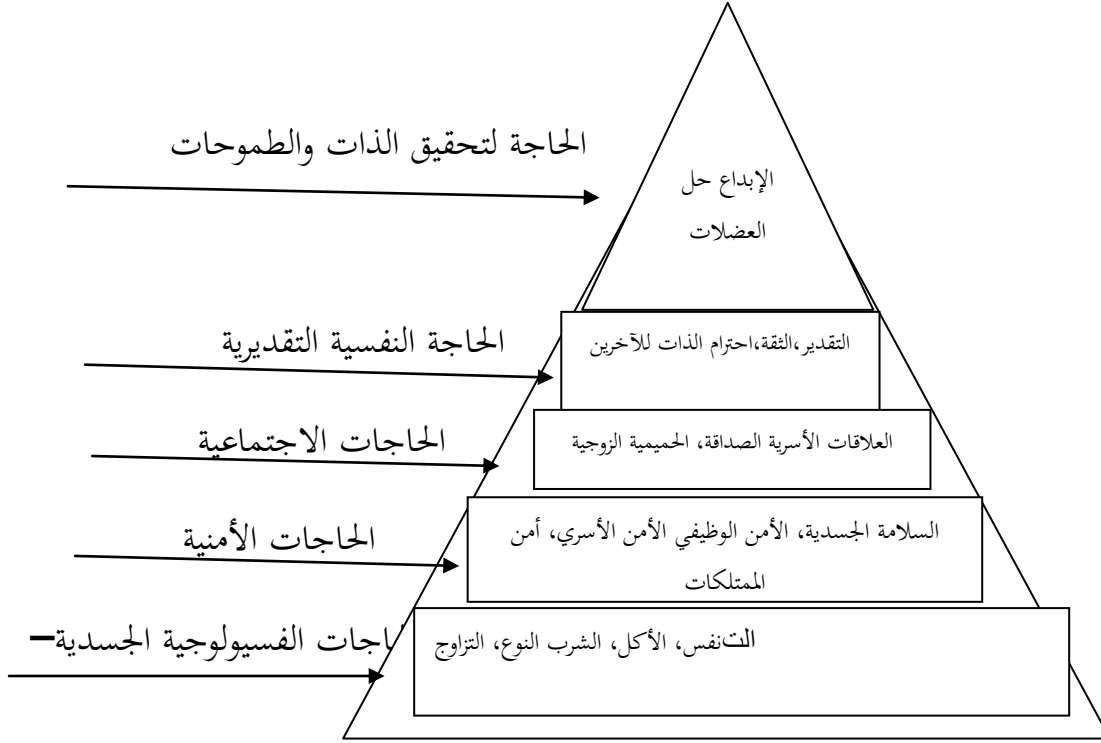 الحاجة لتحقيق الذات والطموحات
الإبداع حل
العضلات
الحاجة النفسية التقديرية
التقدير،الثقة،احترام الذات للآخرين
الحاجات الاجتماعية
العلاقات الأسرية الصداقة، الحميمية الزوجية
الحاجات الأمنية
السلامة الجسدية، الأمن الوظيفي الأمن الأسري، أمن
الممتلكات
لحاجات الفسيولوجية الجسدية–
التنفس، الأكل، الشرب النوع، التزاوج